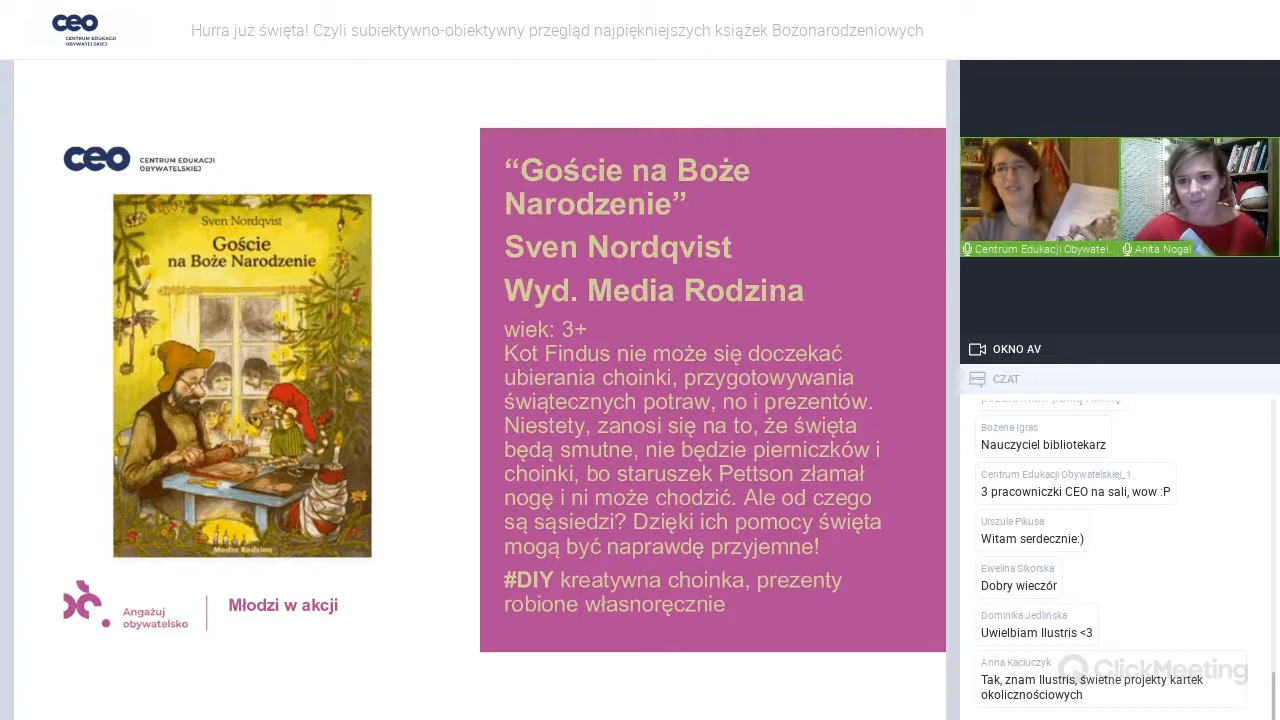 ceo
CENTRUM EDUKACJI
OBYWATELSKIEJ
Hurra już święta! Czyli subiektywno-obiektywny przegląd najpiękniejszych książek Bożonarodzeniowych
ceo
CENTRUM EDUKACJI
OBYWATELSKIEJ
Sven Nordqvist
Goście
na Boże Narodzenie
Media Rodzina
Angażuj
obywatelsko
Młodzi w akcji
“Goście na Boże
Narodzenie”
Sven Nordqvist
Wyd. Media Rodzina
wiek: 3+
Kot Findus nie może się doczekać
ubierania choinki, przygotowywania
świątecznych potraw, no i prezentów.
Niestety, zanosi się na to, że święta
będą smutne, nie będzie pierniczków i
choinki, bo staruszek Pettson złamał
nogę i ni może chodzić. Ale od czego
są sąsiedzi? Dzięki ich pomocy święta
mogą być naprawdę przyjemne!
#DIY kreatywna choinka, prezenty
robione własnoręcznie
Centrum Edukacji Obywatel...
Anita Nogal
OKNO AV
CZAT
Bożena Igras
Nauczyciel bibliotekarz
Centrum Edukacji Obywatelskiej_1
3 pracowniczki CEO na sali, wow :P
Urszula Pikusa
Witam serdecznie:)
Ewelina Sikorska
Dobry wieczór
Dominika Jedlińska
Uwielbiam Ilustris <3
Anna Kaciuczyk
Tak, znam Ilustris, świetne projekty kartek
okolicznościowych
ClickMeeting